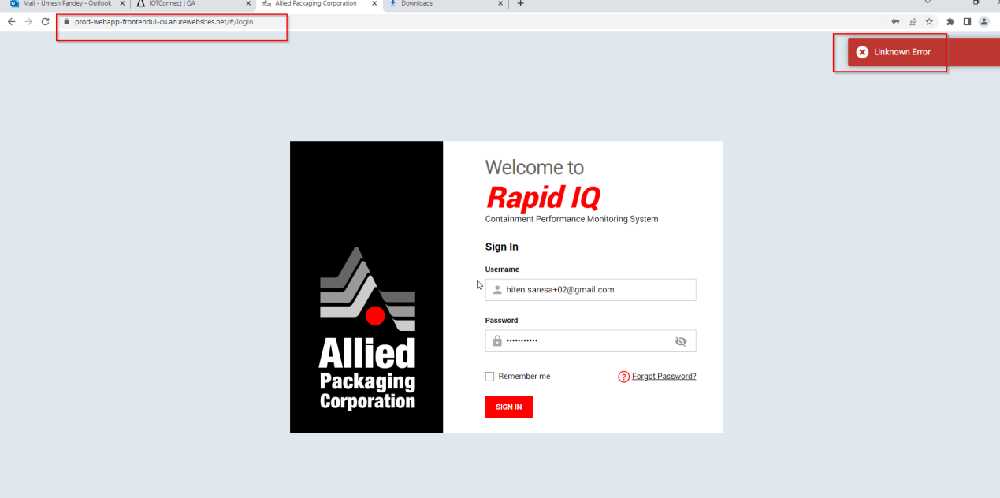 Mail - Umesh Pandey - Outlook
IOTConnect | QA
Allied Packaging Corporation
Downloads
prod-webapp-frontendui-cu.azurewebsites.net/#/login
Unknown Error
Welcome to
Rapid IQ
Containment Performance Monitoring System
Sign In
Username
hiten.saresa+02@gmail.com
Password
•••••••••••
Remember me
? Forgot Password?
SIGN IN
Allied
Packaging
Corporation